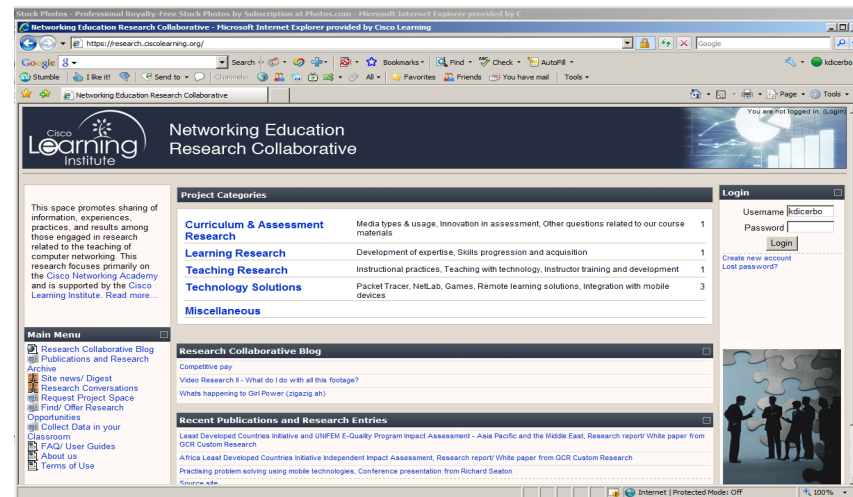 Stock Photos - Professional Royalty-Free Stock Photos by Subscription at Photos.com - Microsoft Internet Explorer provided by C
Networking Education Research Collaborative - Microsoft Internet Explorer provided by Cisco Learning
https://research.ciscolearning.org/
Google
Google Search Bookmarks Find Check AutoFill kdicerbo
Stumble I like it! Send to Channels: All Favorites Friends You have mail Tools
Networking Education Research Collaborative Page Tools
You are not logged in. (Login)
Cisco
Learning
Institute
Networking Education
Research Collaborative
This space promotes sharing of
information, experiences,
practices, and results among
those engaged in research
related to the teaching of
computer networking. This
research focuses primarily on
the Cisco Networking Academy
and is supported by the Cisco
Learning Institute. Read more...
Main Menu
Research Collaborative Blog
Publications and Research
Archive
Site news/ Digest
Research Conversations
Request Project Space
Find/ Offer Research
Opportunities
Collect Data in your
Classroom
FAQ/ User Guides
About us
Terms of Use
Project Categories
Curriculum & Assessment
Research
Media types & usage, Innovation in assessment, Other questions related to our course
materials
1
Learning Research Development of expertise, Skills progression and acquisition 1
Teaching Research Instructional practices, Teaching with technology, Instructor training and development 1
Technology Solutions Packet Tracer, NetLab, Games, Remote learning solutions, Integration with mobile
devices
3
Miscellaneous
Research Collaborative Blog
Competitive pay
Video Research II - What do I do with all this footage?
Whats happening to Girl Power (zigazig ah)
Recent Publications and Research Entries
Least Developed Countries Initiative and UNIFEM E-Quality Program Impact Assessment - Asia Pacific and the Middle East, Research report/ White paper from
GCR Custom Research
Africa Least Developed Countries Initiative Independent Impact Assessment, Research report/ White paper from GCR Custom Research
Practising problem solving using mobile technologies, Conference presentation from Richard Seaton
Source site
Login
Username kdicerbo
Password
Login
Create new account
Lost password?
Internet | Protected Mode: Off 100%